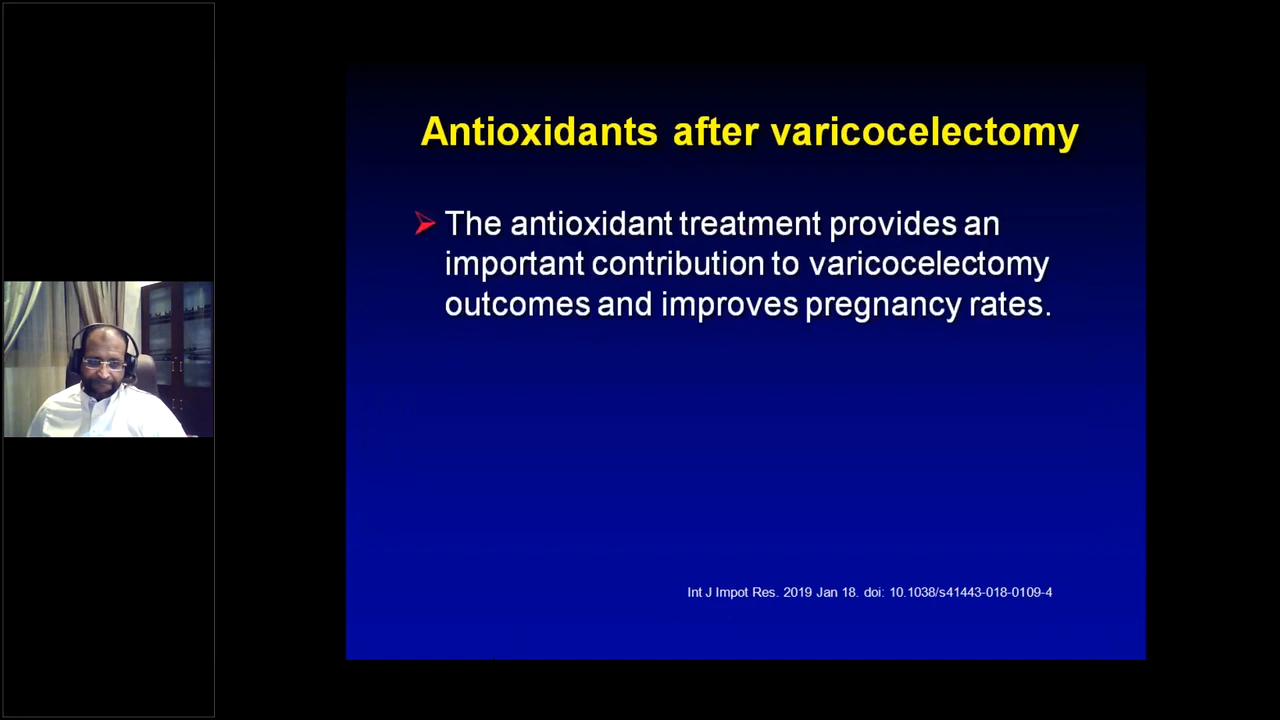 Antioxidants after varicocelectomy
The antioxidant treatment provides an
important contribution to varicocelectomy
outcomes and improves pregnancy rates.
Int J Impot Res. 2019 Jan 18. doi: 10.1038/s41443-018-0109-4